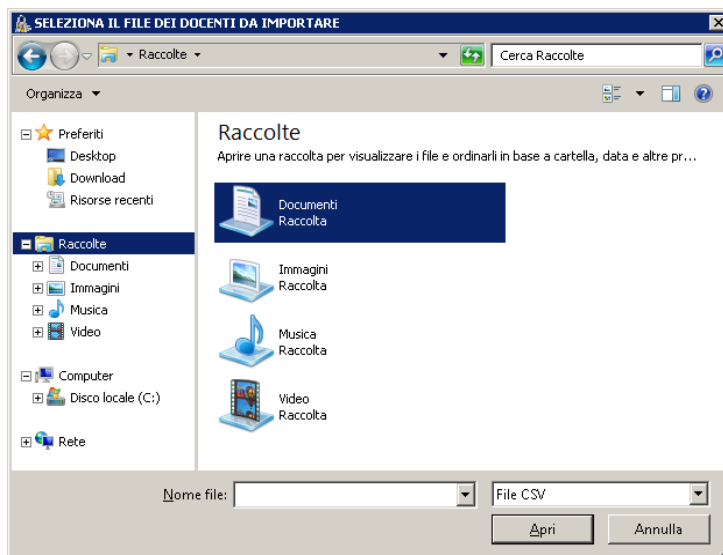 SELEZIONA IL FILE DEI DOCENTI DA IMPORTARE
Raccolte
Cerca Raccolte
Organizza
Preferiti
Desktop
Download
Risorse recenti
Raccolte
Documenti
Immagini
Musica
Video
Computer
Disco locale (C:)
Rete
Raccolte
Aprire una raccolta per visualizzare i file e ordinarli in base a cartella, data e altre pr...
Documenti
Raccolta
Immagini
Raccolta
Musica
Raccolta
Video
Raccolta
Nome file:
File CSV
Apri
Annulla